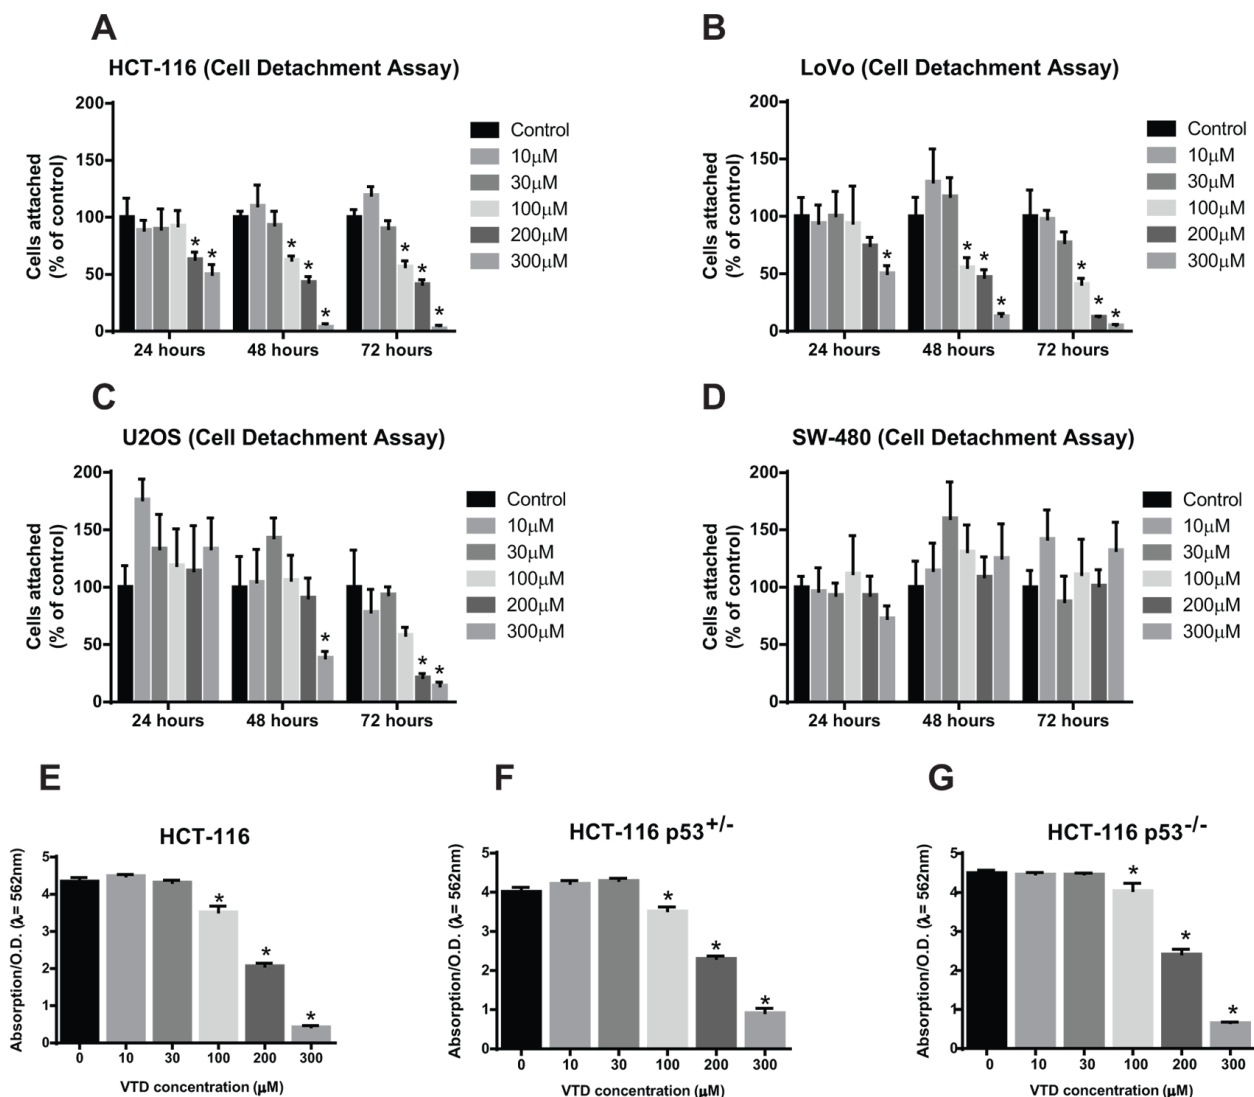 A
HCT-116 (Cell Detachment Assay)
Cells attached
(% of control)
200
150
100
50
0
* * * * * * * *
24 hours 48 hours 72 hours
Control
10μM
30μM
100μM
200μM
300μM
B
LoVo (Cell Detachment Assay)
Cells attached
(% of control)
200
150
100
50
0
* * * * * * *
24 hours 48 hours 72 hours
Control
10μM
30μM
100μM
200μM
300μM
C
U2OS (Cell Detachment Assay)
Cells attached
(% of control)
200
150
100
50
0
* * *
24 hours 48 hours 72 hours
Control
10μM
30μM
100μM
200μM
300μM
D
SW-480 (Cell Detachment Assay)
Cells attached
(% of control)
200
150
100
50
0
24 hours 48 hours 72 hours
Control
10μM
30μM
100μM
200μM
300μM
E
HCT-116
Absorption/O.D. (λ= 562nm)
5
4
3
2
1
0
* * *
0 10 30 100 200 300
VTD concentration (μM)
F
HCT-116 p53+/-
Absorption/O.D. (λ= 562nm)
5
4
3
2
1
0
* * *
0 10 30 100 200 300
VTD concentration (μM)
G
HCT-116 p53-/-
Absorption/O.D. (λ= 562nm)
5
4
3
2
1
0
* * *
0 10 30 100 200 300
VTD concentration (μM)